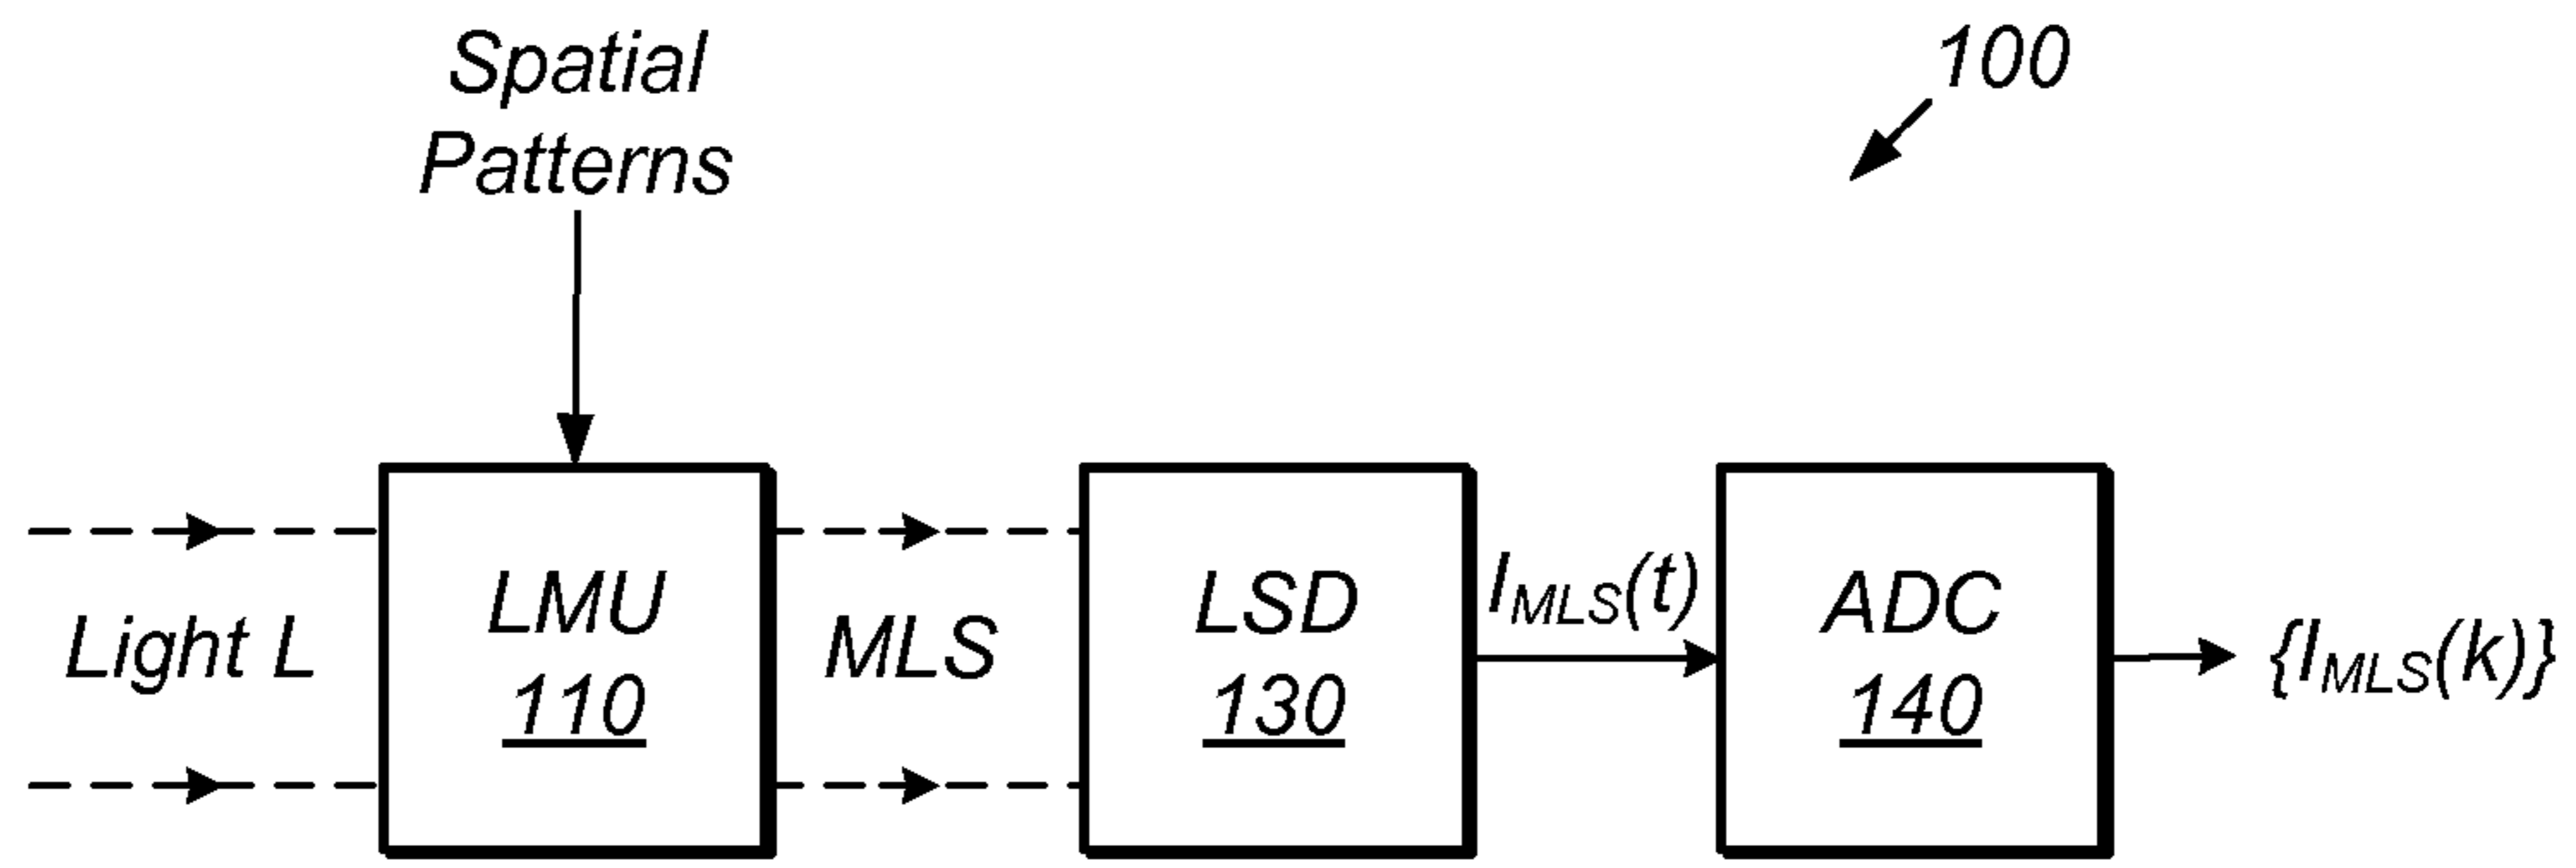 Spatial
Patterns
100
Light L
LMU
110
MLS
LSD
130
I_MLS(t)
ADC
140
{I_MLS(k)}